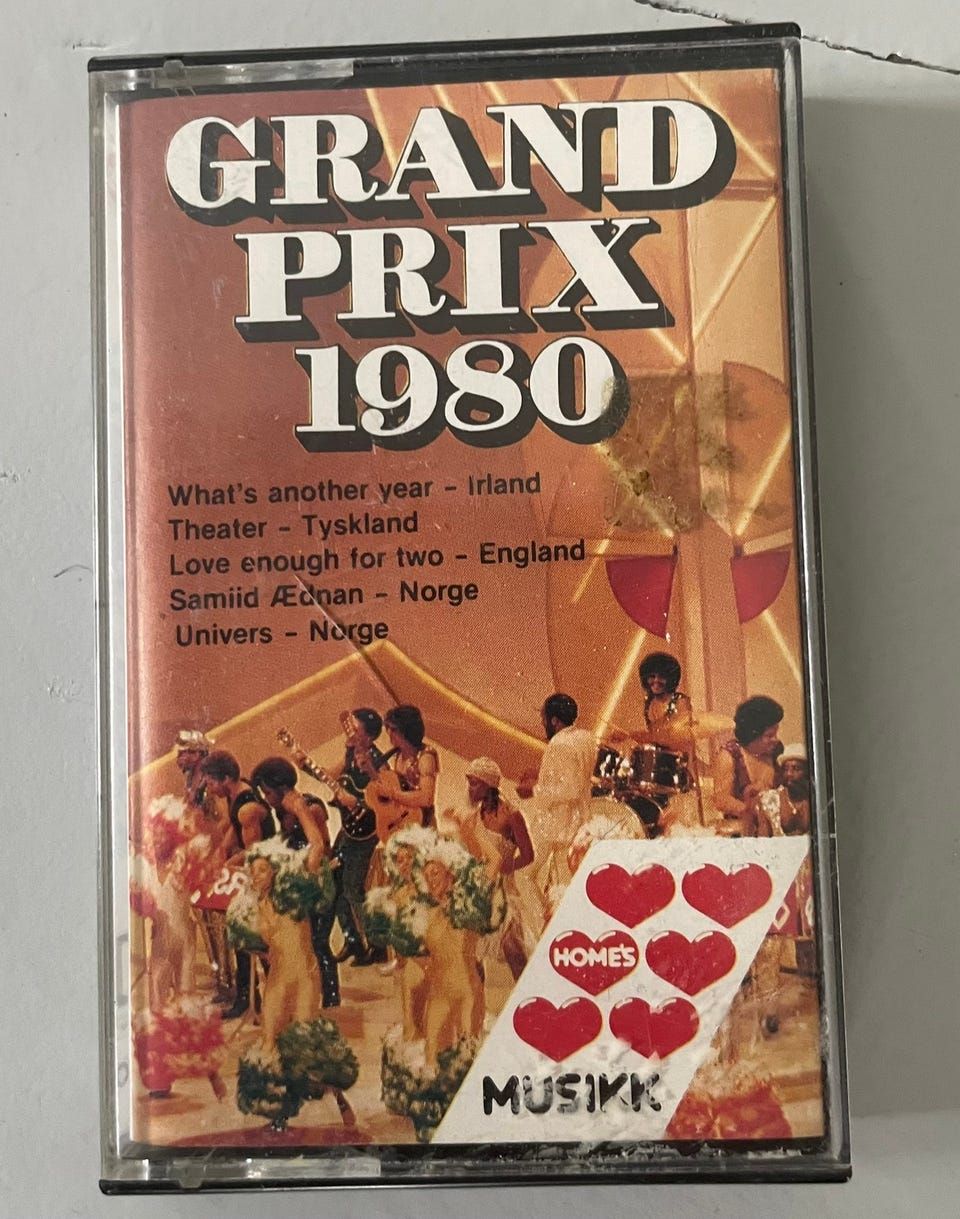 GRAND
PRIX
1980
What's another year – Irland
Theater – Tyskland
Love enough for two – England
Samiid Ædnan – Norge
Univers – Norge
HOME'S
MUSIKK